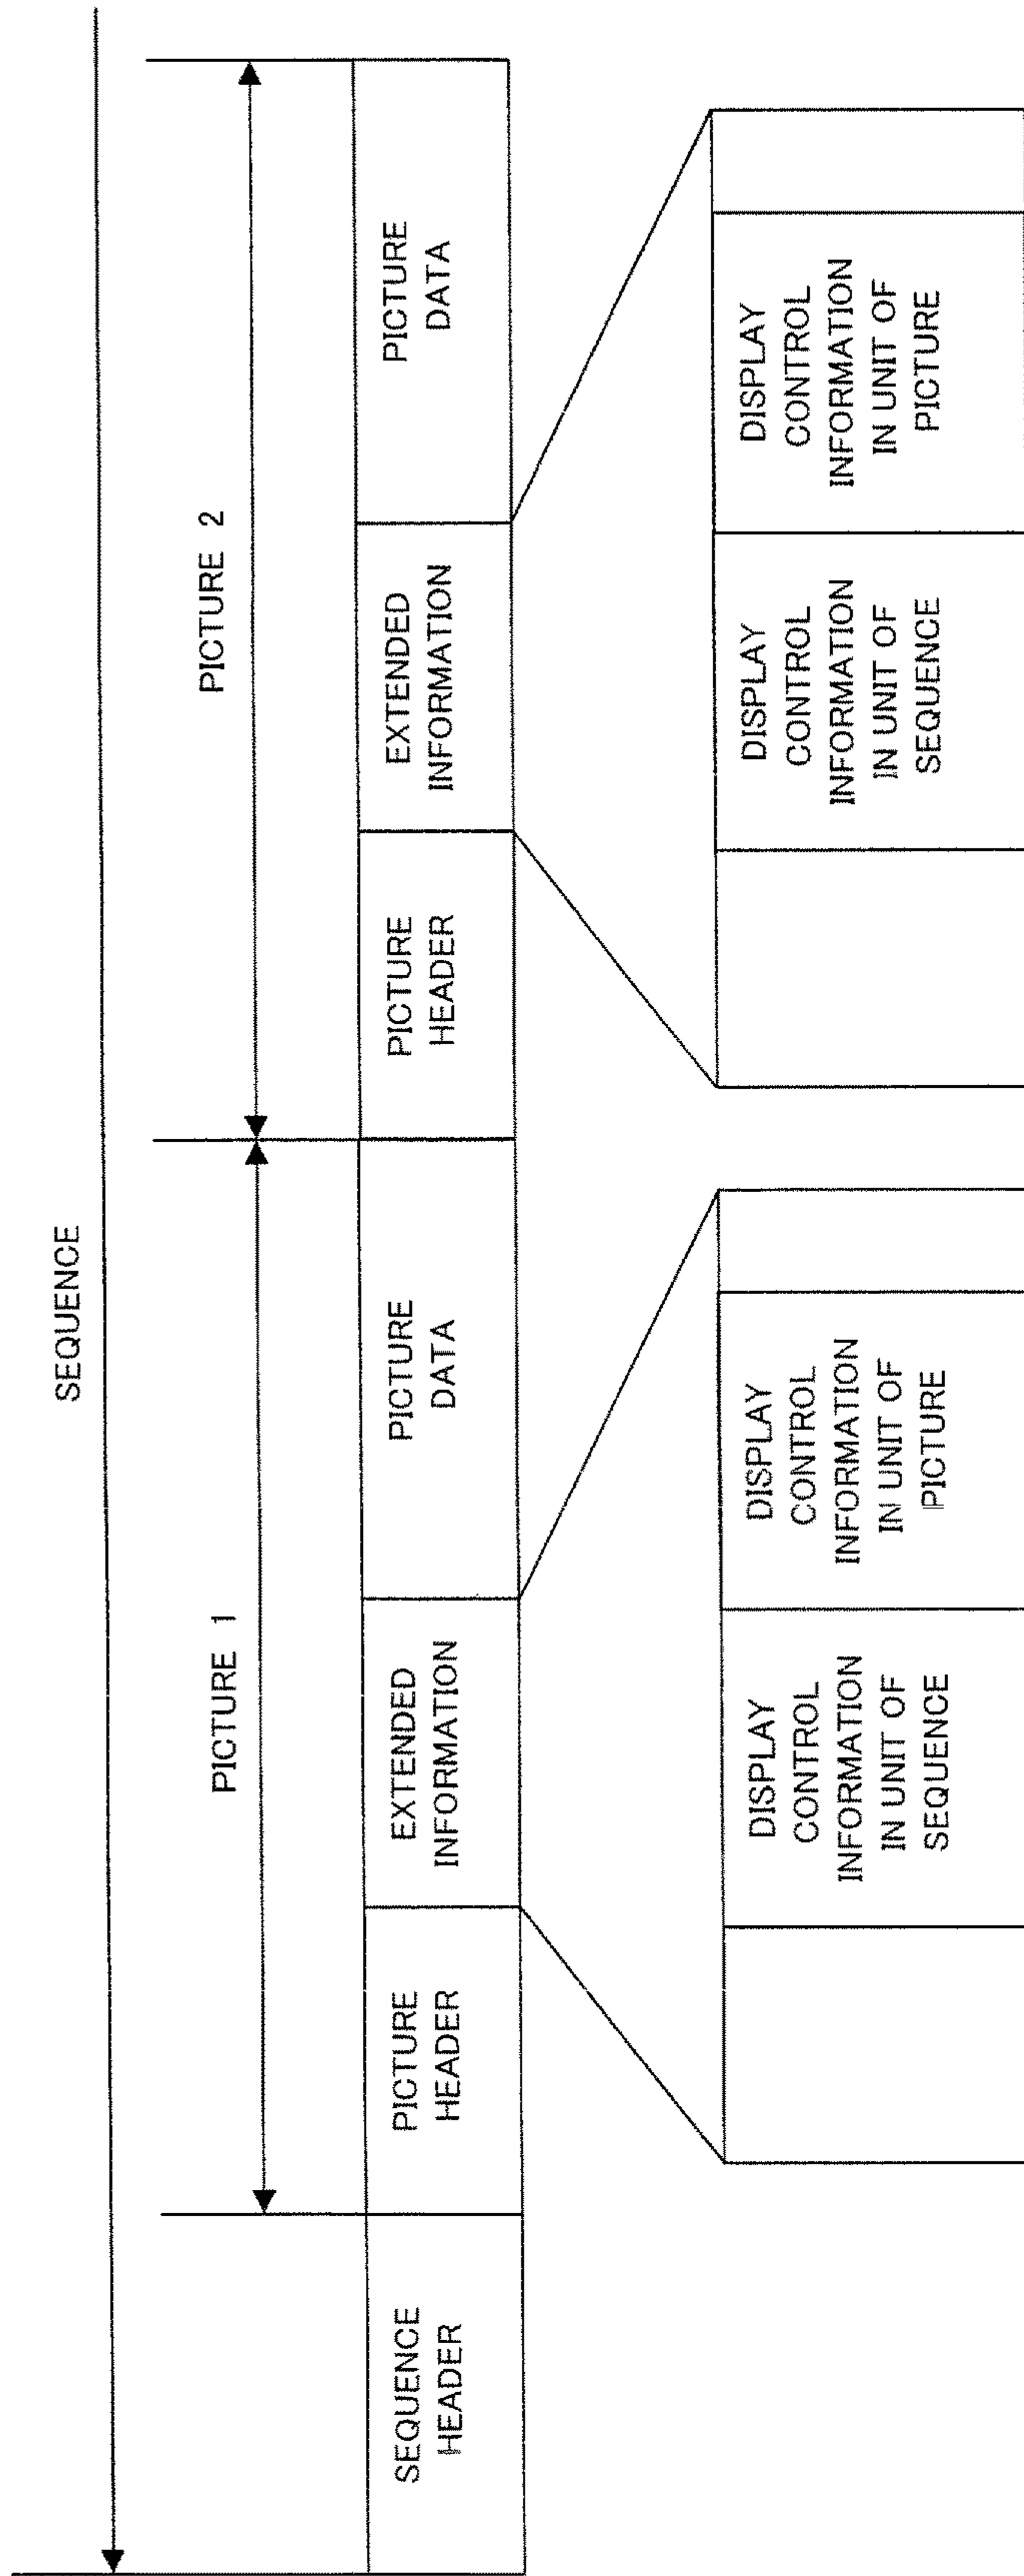 SEQUENCE
PICTURE 1
PICTURE 2
SEQUENCE
HEADER
PICTURE
HEADER
EXTENDED
INFORMATION
PICTURE
DATA
PICTURE
HEADER
EXTENDED
INFORMATION
PICTURE
DATA
DISPLAY
CONTROL
INFORMATION
IN UNIT OF
SEQUENCE
DISPLAY
CONTROL
INFORMATION
IN UNIT OF
PICTURE
DISPLAY
CONTROL
INFORMATION
IN UNIT OF
SEQUENCE
DISPLAY
CONTROL
INFORMATION
IN UNIT OF
PICTURE